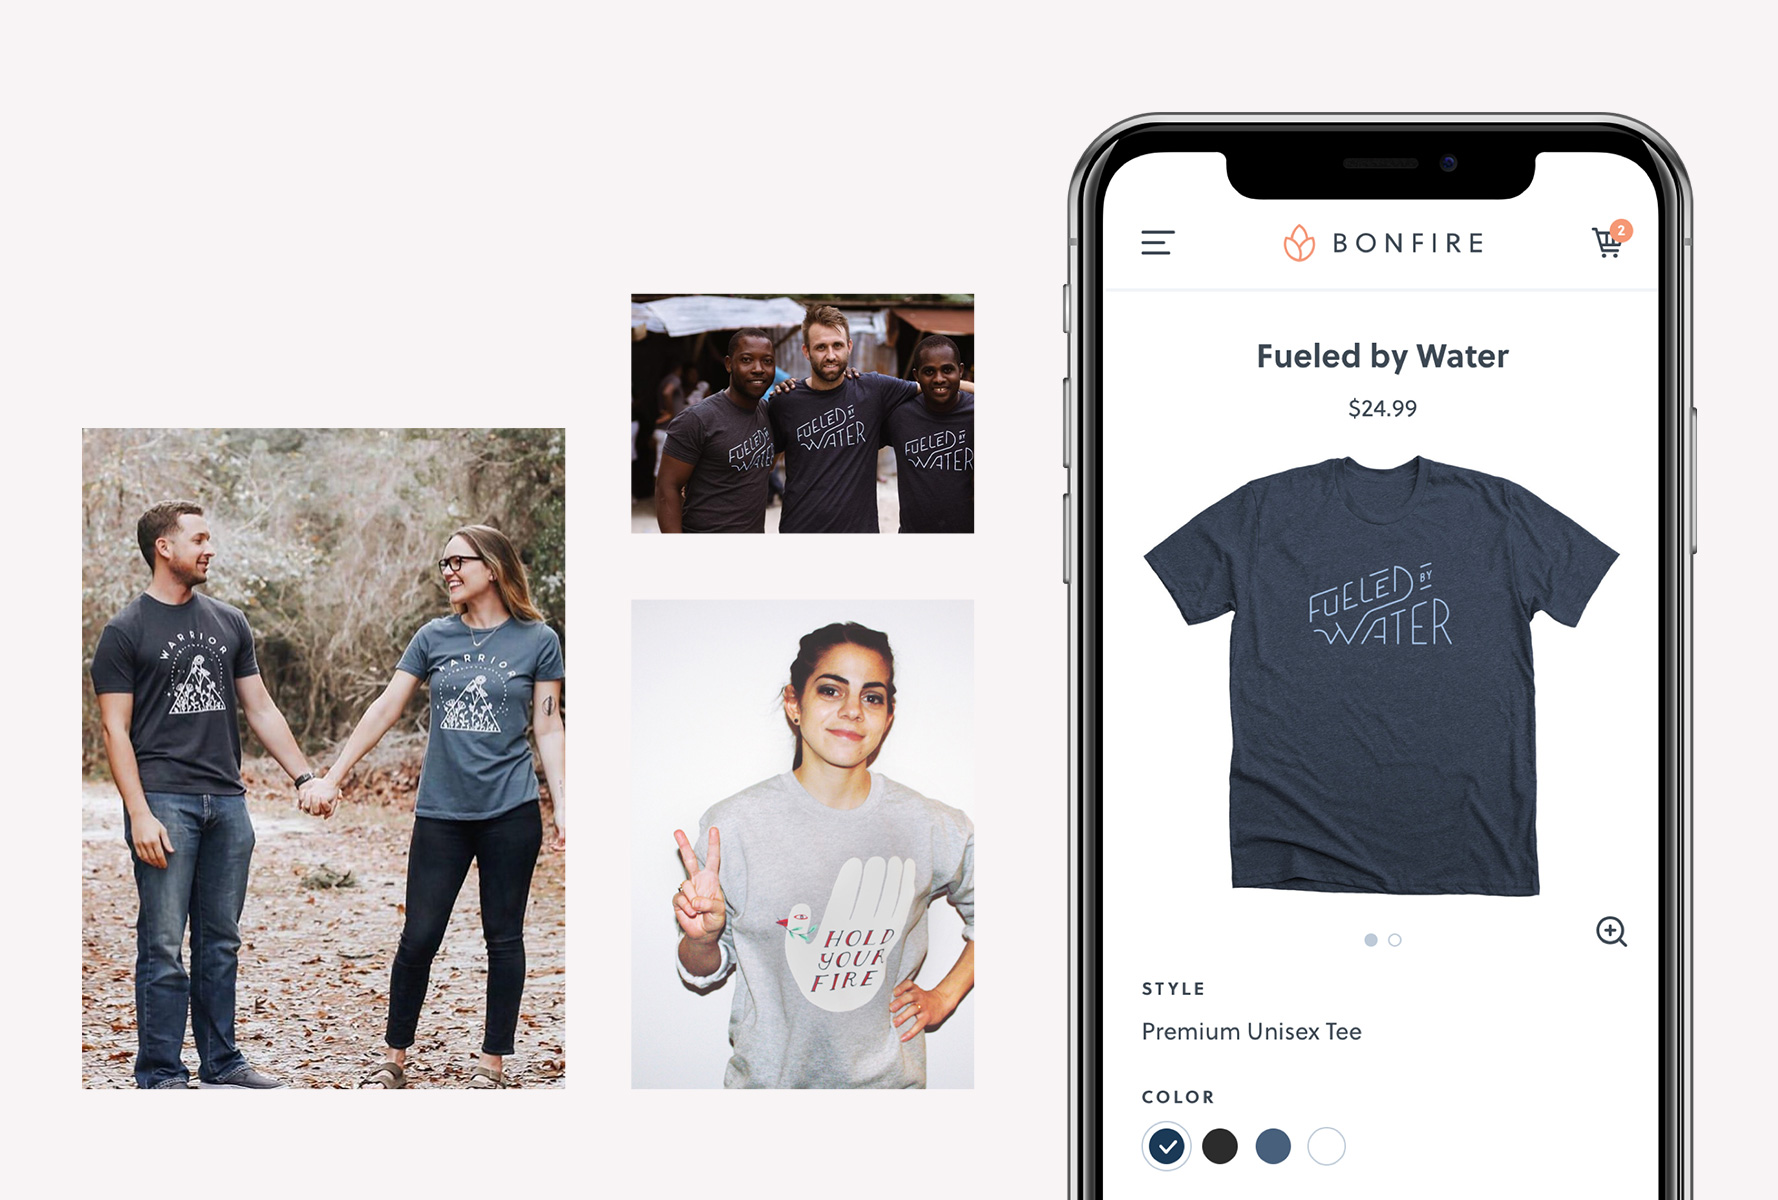 WARRIOR
WARRIOR
FUELED BY
WATER
FUELED BY
WATER
FUELED BY
WATER
HOLD
YOUR
FIRE
BONFIRE
2
Fueled by Water
$24.99
FUELED BY
WATER
STYLE
Premium Unisex Tee
COLOR